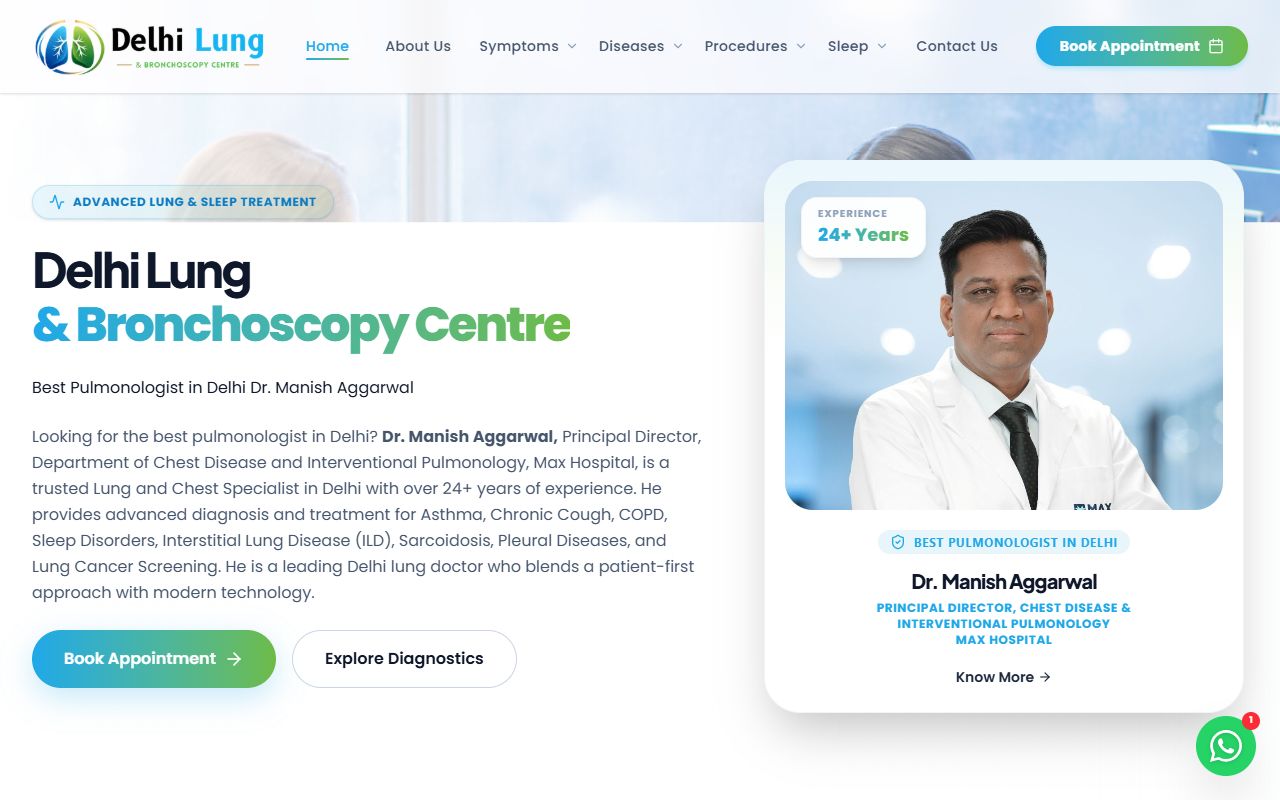 Delhi Lung
& BRONCHOSCOPY CENTRE
Home
About Us
Symptoms
Diseases
Procedures
Sleep
Contact Us
Book Appointment
ADVANCED LUNG & SLEEP TREATMENT
Delhi Lung
& Bronchoscopy Centre
Best Pulmonologist in Delhi Dr. Manish Aggarwal
Looking for the best pulmonologist in Delhi? Dr. Manish Aggarwal, Principal Director,
Department of Chest Disease and Interventional Pulmonology, Max Hospital, is a
trusted Lung and Chest Specialist in Delhi with over 24+ years of experience. He
provides advanced diagnosis and treatment for Asthma, Chronic Cough, COPD,
Sleep Disorders, Interstitial Lung Disease (ILD), Sarcoidosis, Pleural Diseases, and
Lung Cancer Screening. He is a leading Delhi lung doctor who blends a patient-first
approach with modern technology.
Book Appointment
Explore Diagnostics
EXPERIENCE
24+ Years
MAX
BEST PULMONOLOGIST IN DELHI
Dr. Manish Aggarwal
PRINCIPAL DIRECTOR, CHEST DISEASE &
INTERVENTIONAL PULMONOLOGY
MAX HOSPITAL
Know More
1